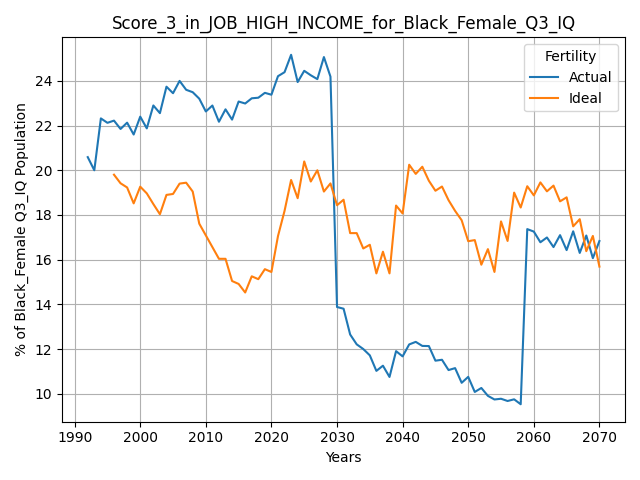 Score_3_in_JOB_HIGH_INCOME_for_Black_Female_Q3_IQ
% of Black_Female Q3_IQ Population
24
22
20
18
16
14
12
10
Fertility
Actual
Ideal
1990 2000 2010 2020 2030 2040 2050 2060 2070
Years